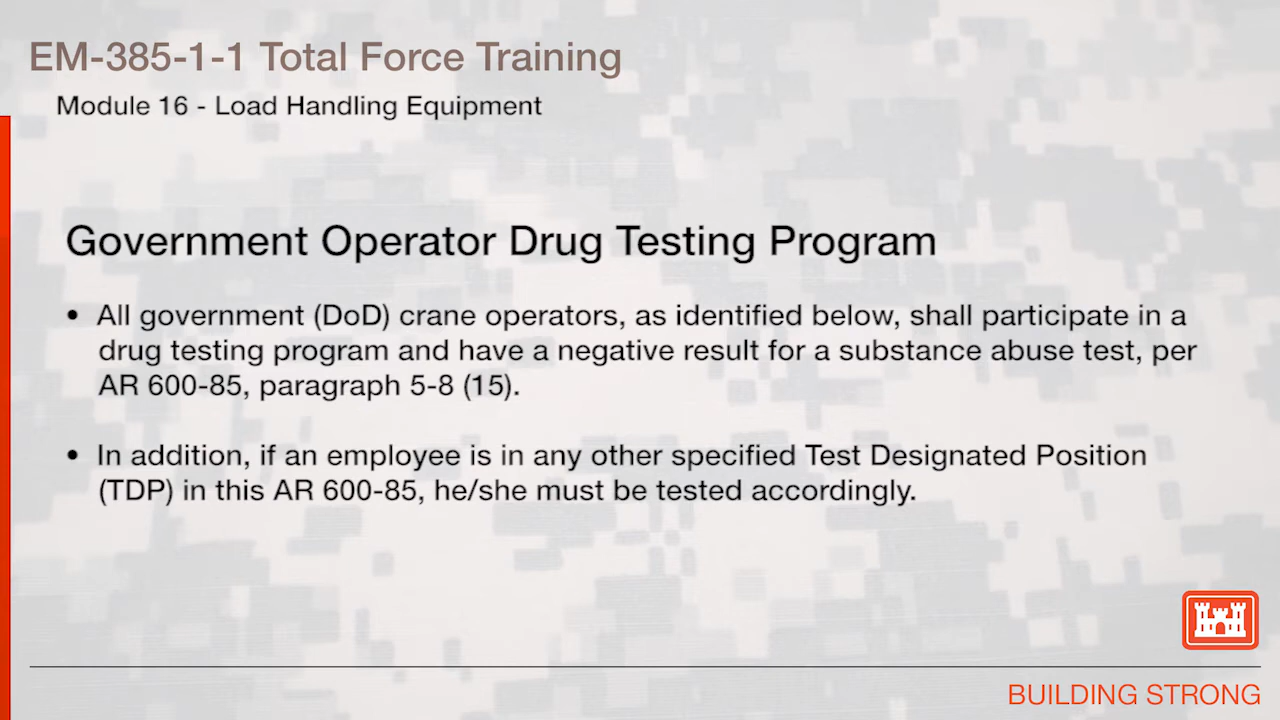 EM-385-1-1 Total Force Training
Module 16 - Load Handling Equipment
Government Operator Drug Testing Program
• All government (DoD) crane operators, as identified below, shall participate in a
drug testing program and have a negative result for a substance abuse test, per
AR 600-85, paragraph 5-8 (15).
• In addition, if an employee is in any other specified Test Designated Position
(TDP) in this AR 600-85, he/she must be tested accordingly.
BUILDING STRONG